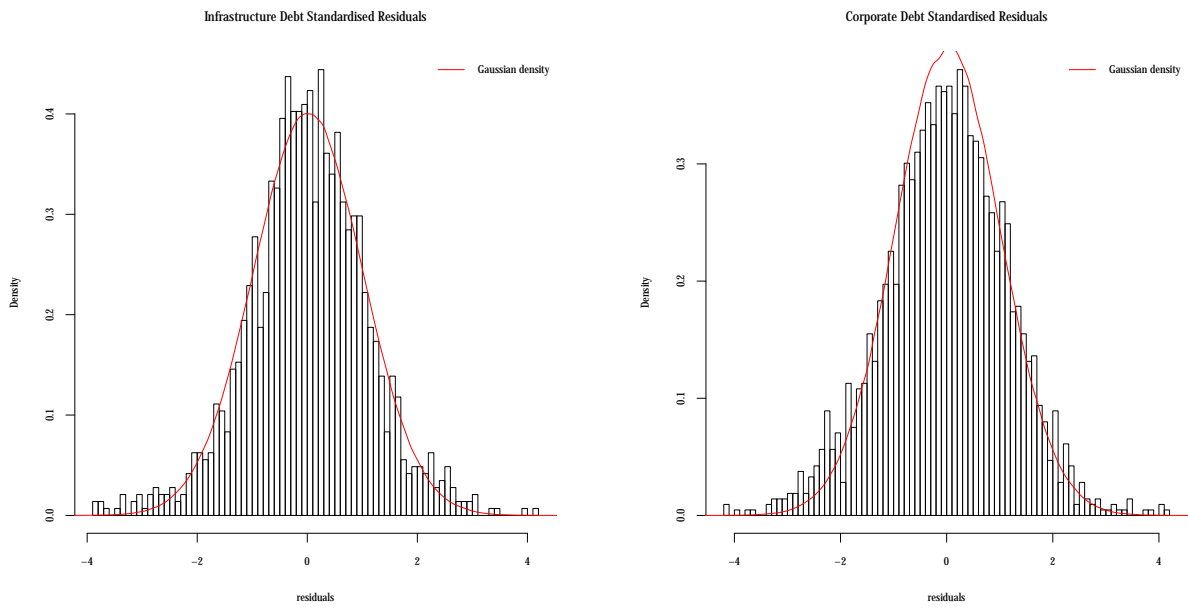 Infrastructure Debt Standardised Residuals
Gaussian density
Density
0.0
0.1
0.2
0.3
0.4
−4
−2
0
2
4
residuals
Corporate Debt Standardised Residuals
Gaussian density
Density
0.0
0.1
0.2
0.3
−4
−2
0
2
4
residuals